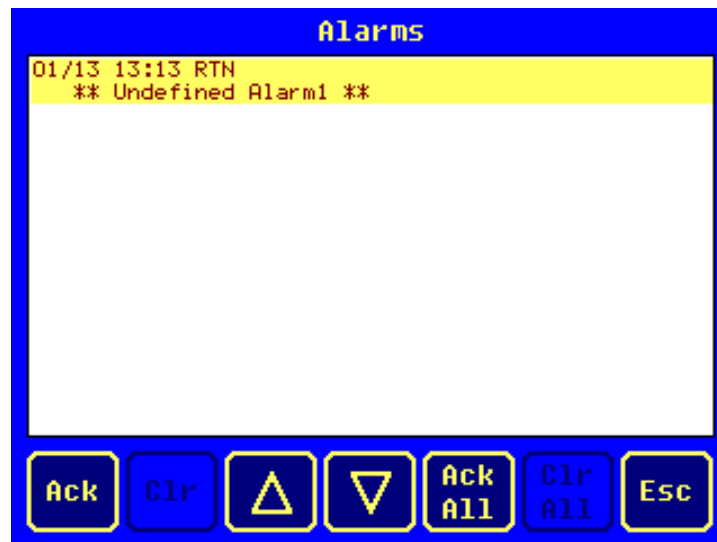 Alarms
01/13 13:13 RTN
** Undefined Alarm1 **
Ack
Clr
Ack
All
Clr
All
Esc